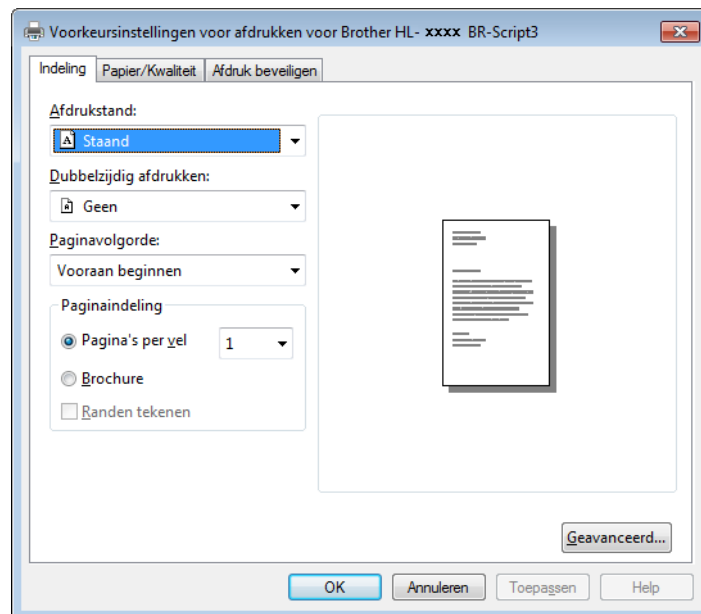 Voorkeursinstellingen voor afdrukken voor Brother HL- xxxx BR-Script3
Indeling Papier/Kwaliteit Afdruk beveiligen
Afdrukstand:
A Staand
Dubbelzijdig afdrukken:
A Geen
Paginavolgorde:
Vooraan beginnen
Paginaindeling
Pagina's per vel 1
Brochure
Randen tekenen
Geavanceerd...
OK Annuleren Toepassen Help